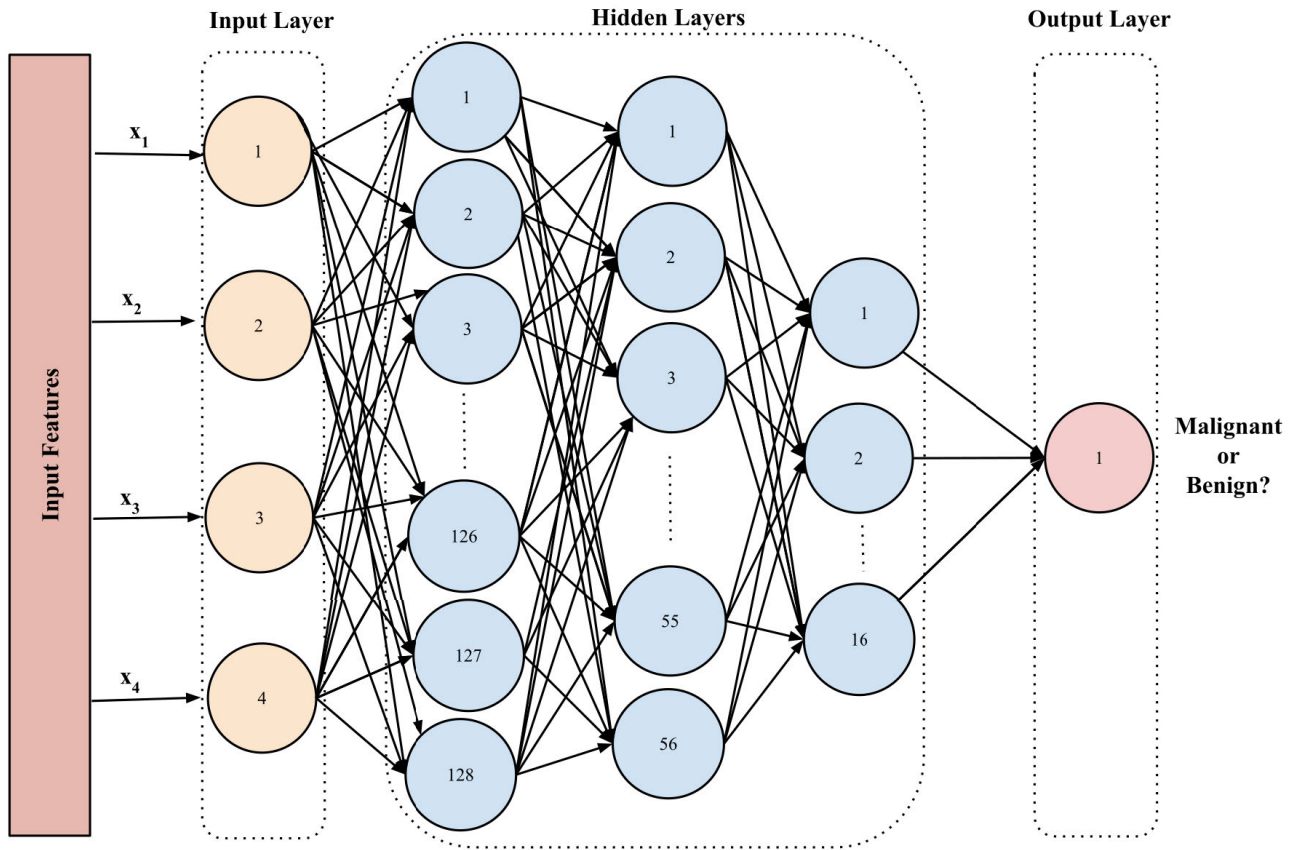 Input Layer
Hidden Layers
Output Layer
Input Features
x1
x2
x3
x4
1
2
3
4
1
2
3
126
127
128
1
2
3
55
56
1
2
16
1
Malignant
or
Benign?